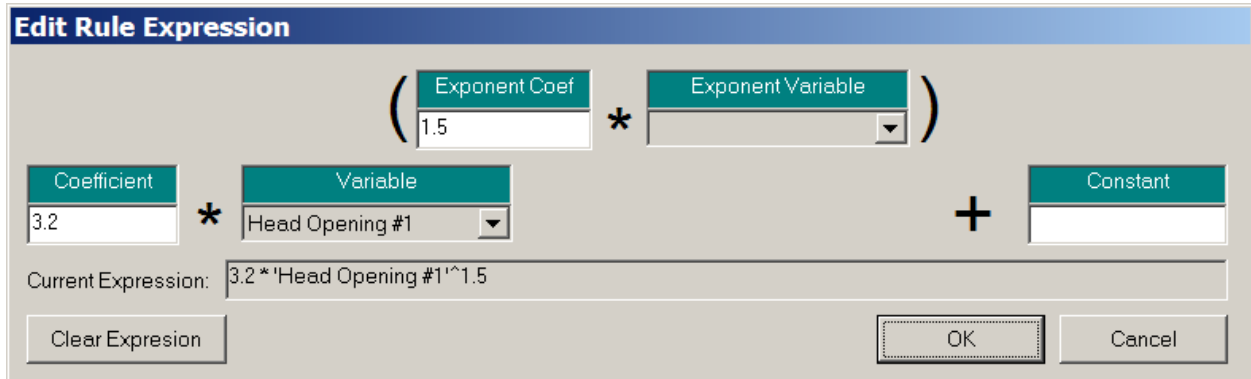 Edit Rule Expression
( Exponent Coef * Exponent Variable )
1.5
Coefficient * Variable + Constant
3.2 Head Opening #1
Current Expression: 3.2 * 'Head Opening #1'^1.5
Clear Expresion OK Cancel